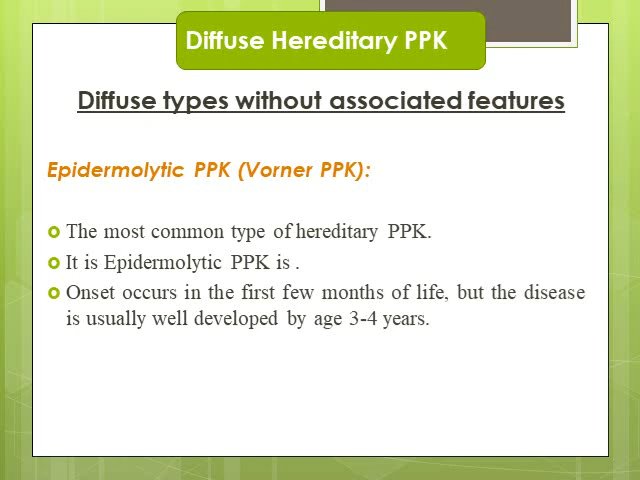 Diffuse Hereditary PPK
Diffuse types without associated features
Epidermolytic PPK (Vorner PPK):
The most common type of hereditary PPK.
It is Epidermolytic PPK is .
Onset occurs in the first few months of life, but the disease
is usually well developed by age 3-4 years.